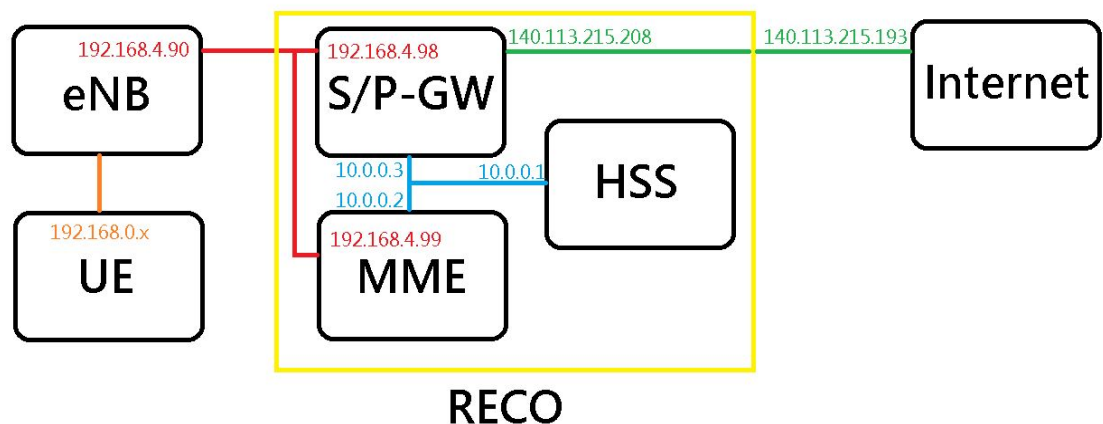 192.168.4.90
eNB
192.168.4.98
S/P-GW
140.113.215.208
140.113.215.193
Internet
10.0.0.3
10.0.0.1
10.0.0.2
HSS
192.168.0.x
UE
192.168.4.99
MME
RECO